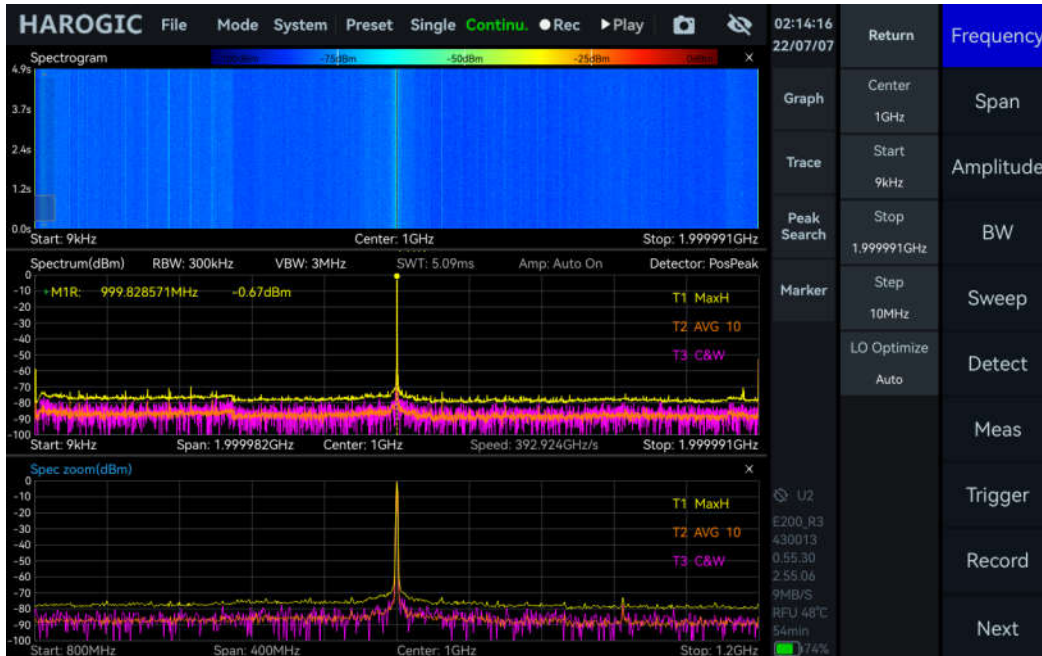 HAROGIC File Mode System Preset Single Continu. Rec Play
02:14:16
22/07/07
Spectrogram
-75dBm -50dBm -25dBm
4.9s
3.7s
2.4s
1.2s
0.0s
Start: 9kHz Center: 1GHz Stop: 1.999991GHz
Spectrum(dBm) RBW: 300kHz VBW: 3MHz SWT: 5.09ms Amp: Auto On Detector: PosPeak
0
-10
-20
-30
-40
-50
-60
-70
-80
-90
-100
M1R: 999.828571MHz -0.67dBm
T1 MaxH
T2 AVG 10
T3 C&W
Start: 9kHz Span: 1.999982GHz Center: 1GHz Speed: 392.924GHz/s Stop: 1.999991GHz
Spec zoom(dBm)
0
-10
-20
-30
-40
-50
-60
-70
-80
-90
-100
T1 MaxH
T2 AVG 10
T3 C&W
Start: 800MHz Span: 400MHz Center: 1GHz Stop: 1.2GHz
Graph
Trace
Peak
Search
Marker
U2
E200_R3
430013
0.55.30
2.55.06
9MB/S
RFU 48°C
54min
74%
Return
Center
1GHz
Start
9kHz
Stop
1.999991GHz
Step
10MHz
LO Optimize
Auto
Frequency
Span
Amplitude
BW
Sweep
Detect
Meas
Trigger
Record
Next